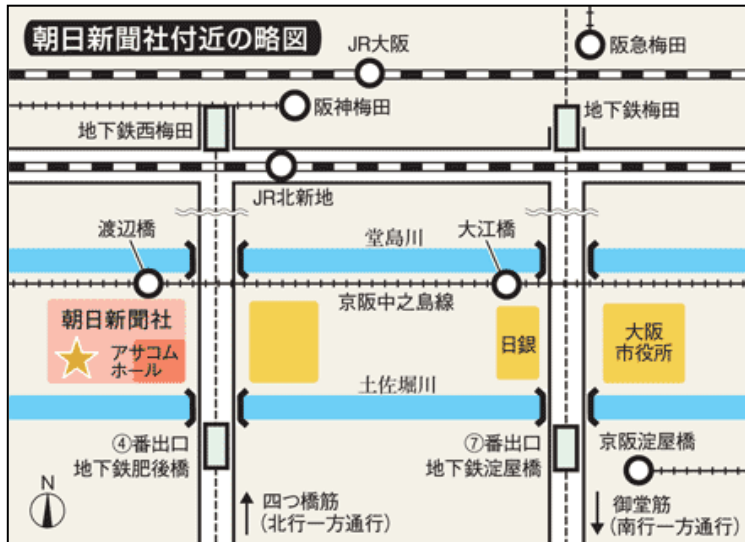 朝日新聞社付近の略図
JR大阪
阪急梅田
阪神梅田
地下鉄梅田
地下鉄西梅田
JR北新地
渡辺橋
堂島川
大江橋
京阪中之島線
朝日新聞社
アサコム
ホール
日銀
大阪
市役所
土佐堀川
④番出口
地下鉄肥後橋
⑦番出口
地下鉄淀屋橋
京阪淀屋橋
N
四つ橋筋
(北行一方通行)
御堂筋
(南行一方通行)